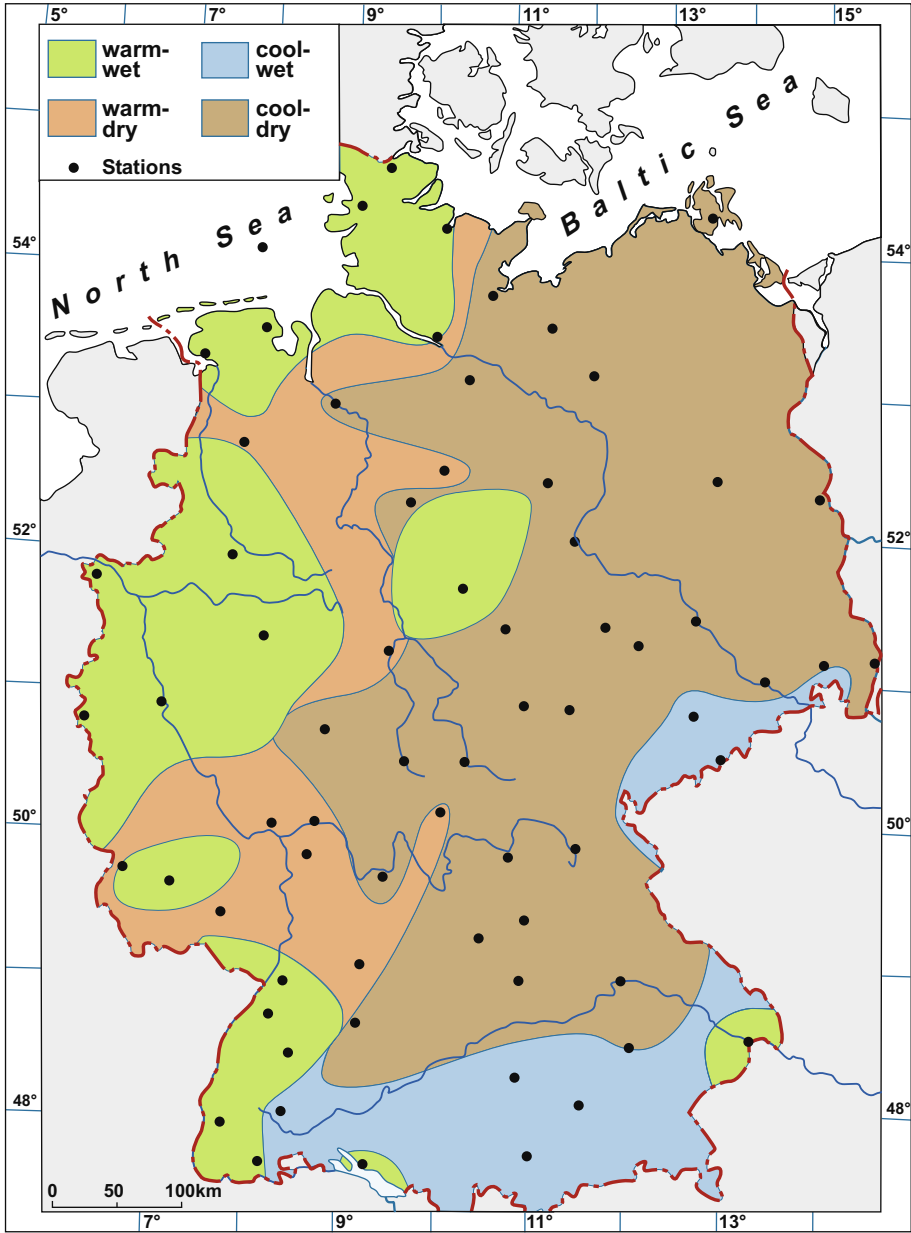 5° 7° 9° 11° 13° 15°
warm-
wet
cool-
wet
warm-
dry
cool-
dry
Stations
Baltic Sea
North Sea
54° 54°
52° 52°
50° 50°
48° 48°
0 50 100km
7° 9° 11° 13°